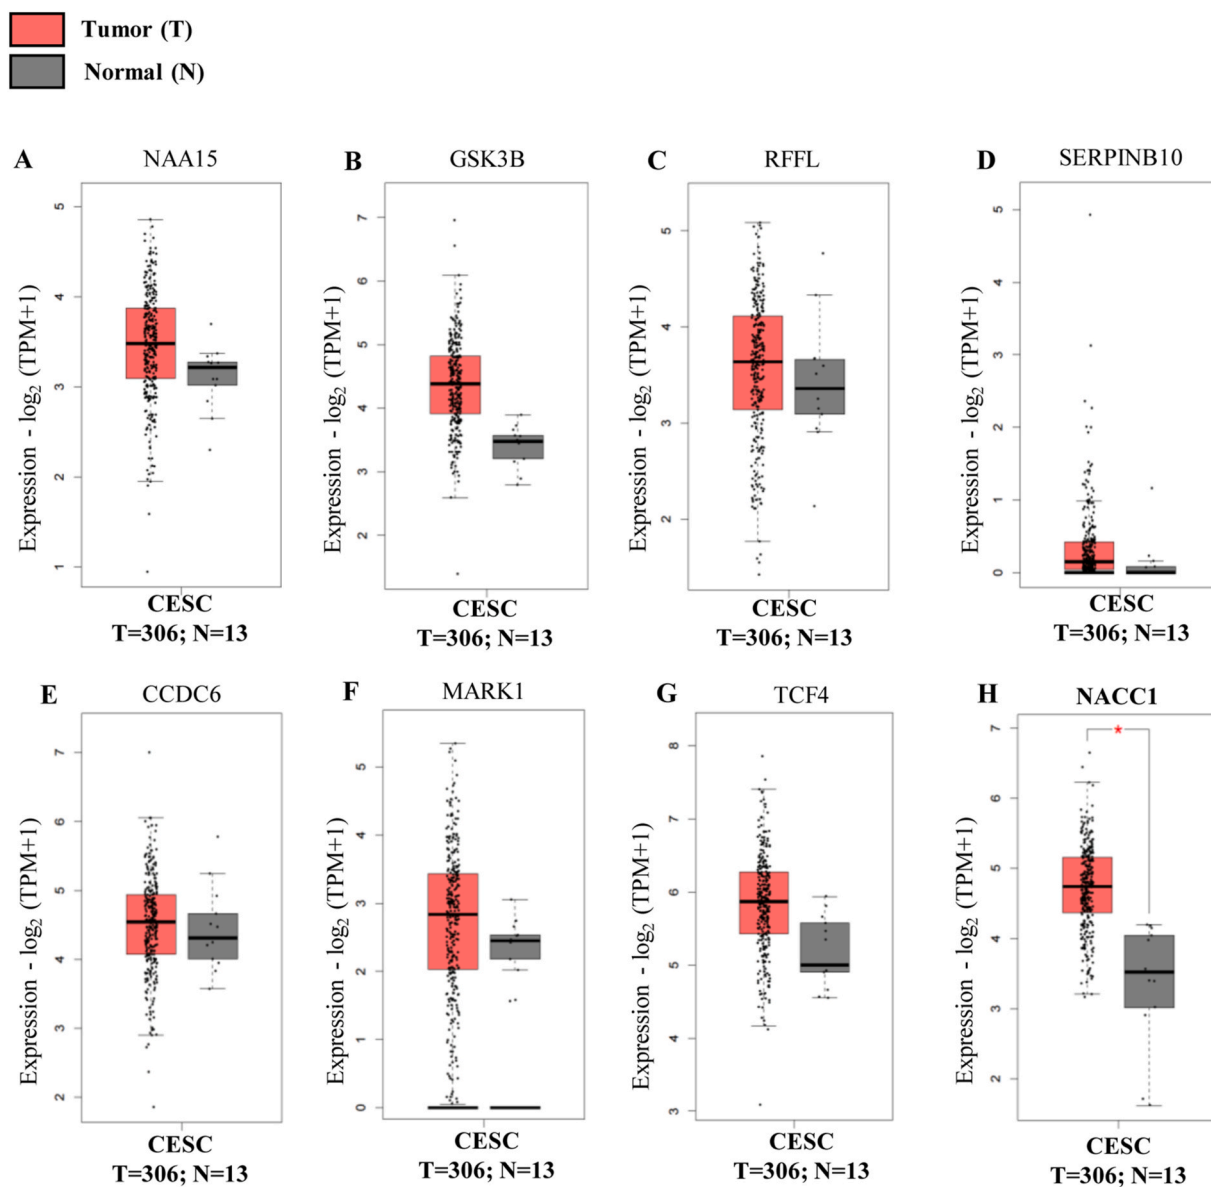 Tumor (T)
Normal (N)
A NAA15
Expression - log₂ (TPM+1)
5
4
3
2
1
CESC
T=306; N=13
B GSK3B
Expression - log₂ (TPM+1)
7
6
5
4
3
2
CESC
T=306; N=13
C RFFL
Expression - log₂ (TPM+1)
5
4
3
2
CESC
T=306; N=13
D SERPINB10
Expression - log₂ (TPM+1)
5
4
3
2
1
0
CESC
T=306; N=13
E CCDC6
Expression - log₂ (TPM+1)
7
6
5
4
3
2
CESC
T=306; N=13
F MARK1
Expression - log₂ (TPM+1)
5
4
3
2
1
0
CESC
T=306; N=13
G TCF4
Expression - log₂ (TPM+1)
8
7
6
5
4
3
CESC
T=306; N=13
H NACC1
Expression - log₂ (TPM+1)
7
6
5
4
3
2
*
CESC
T=306; N=13